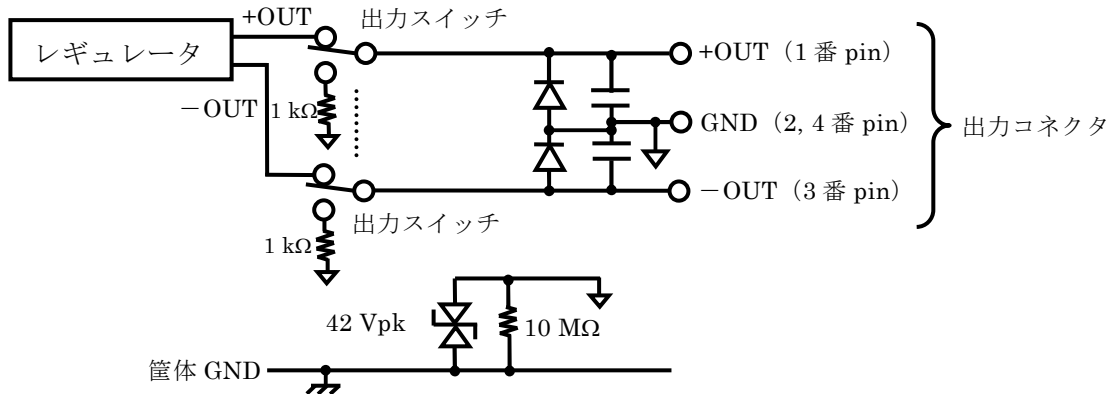 +OUT
出力スイッチ
レギュレータ
+OUT（1 番 pin）
－OUT
1 kΩ
GND（2, 4 番 pin）
出力コネクタ
－OUT（3 番 pin）
出力スイッチ
1 kΩ
42 Vpk
10 MΩ
筐体 GND